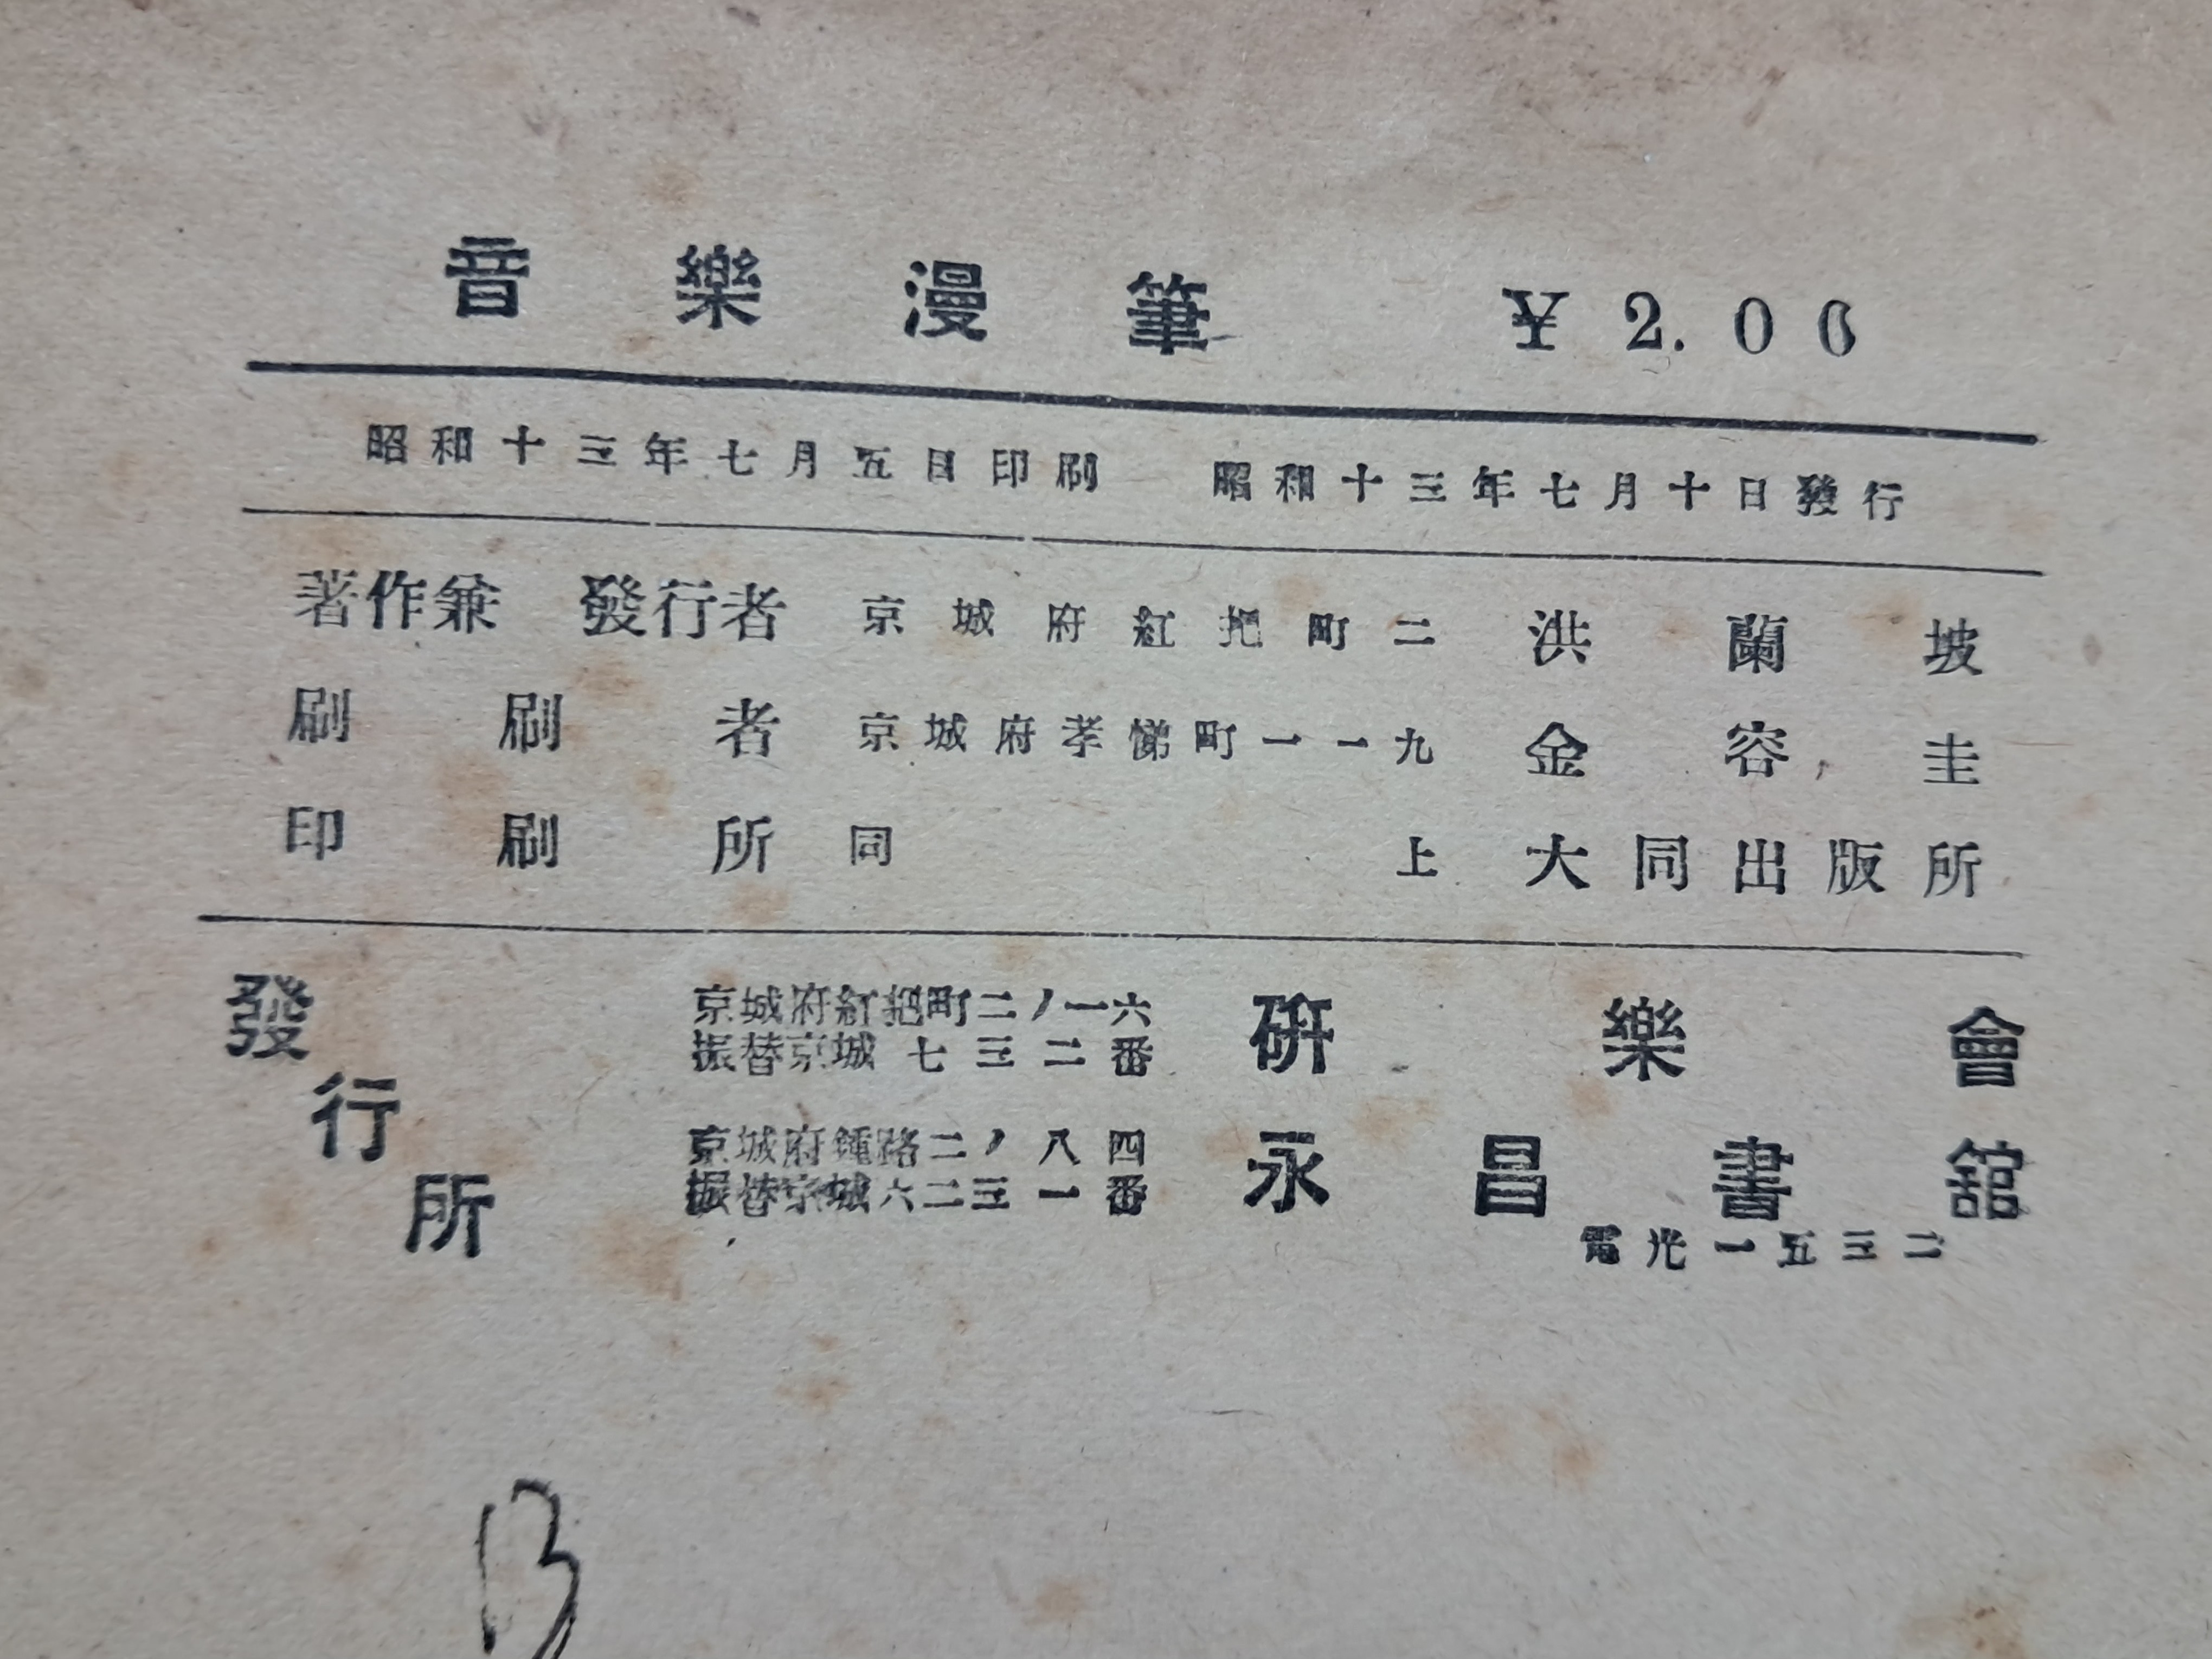 音樂漫筆 ¥2.00
昭和十三年七月五日印刷 昭和十三年七月十日發行
著作兼 發行者 京城府紅把町二 洪蘭坡
刷刷者 京城府孝悌町一一九 金容圭
印刷所 同上 大同出版所
發行所
京城府紅把町二ノ一六
振替京城七三二番
硏樂會
京城府鍾路二ノ八四
振替京城六二三一番
永昌書舘
電光一五三二
13